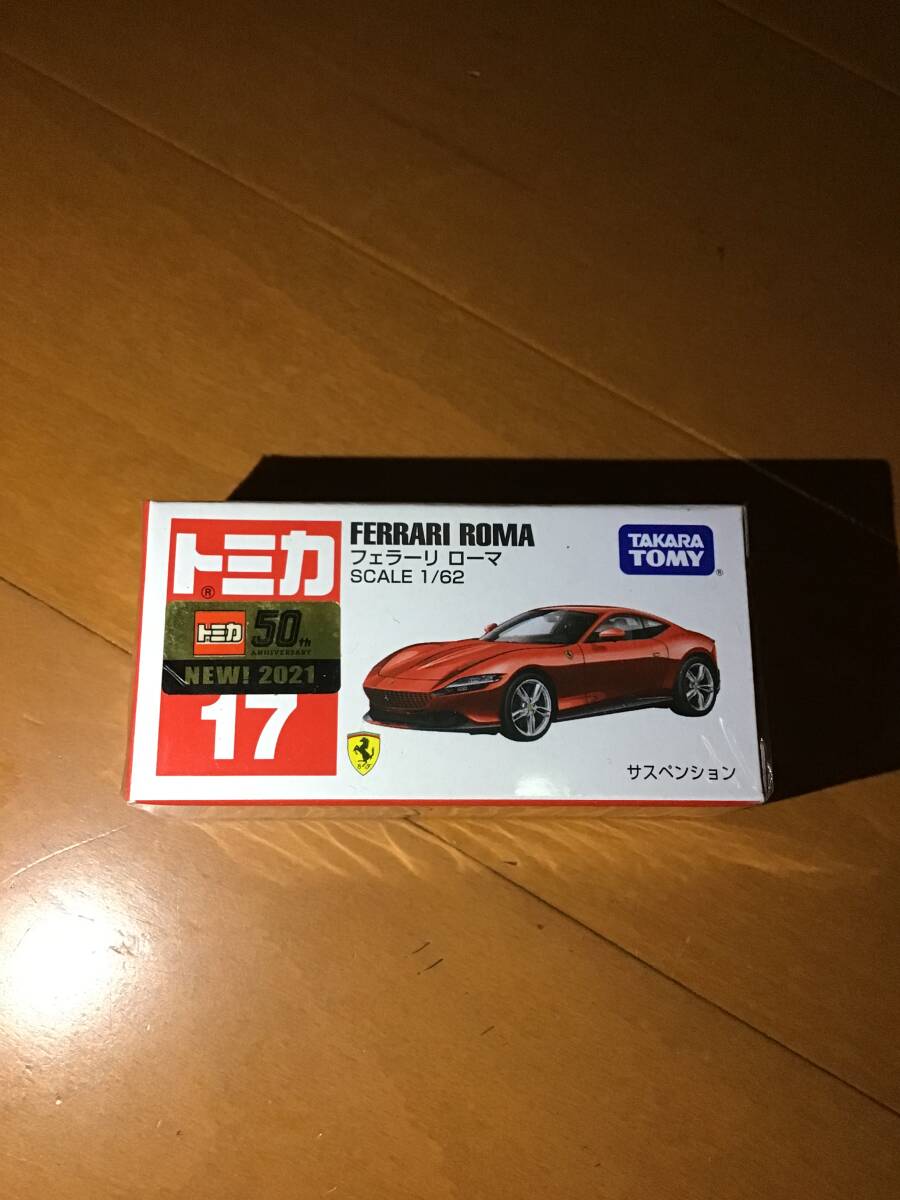 トミカ
®
トミカ 50th
ANNIVERSARY
NEW! 2021
17
FERRARI ROMA
フェラーリ ローマ
SCALE 1/62
TAKARA
TOMY
®
サスペンション